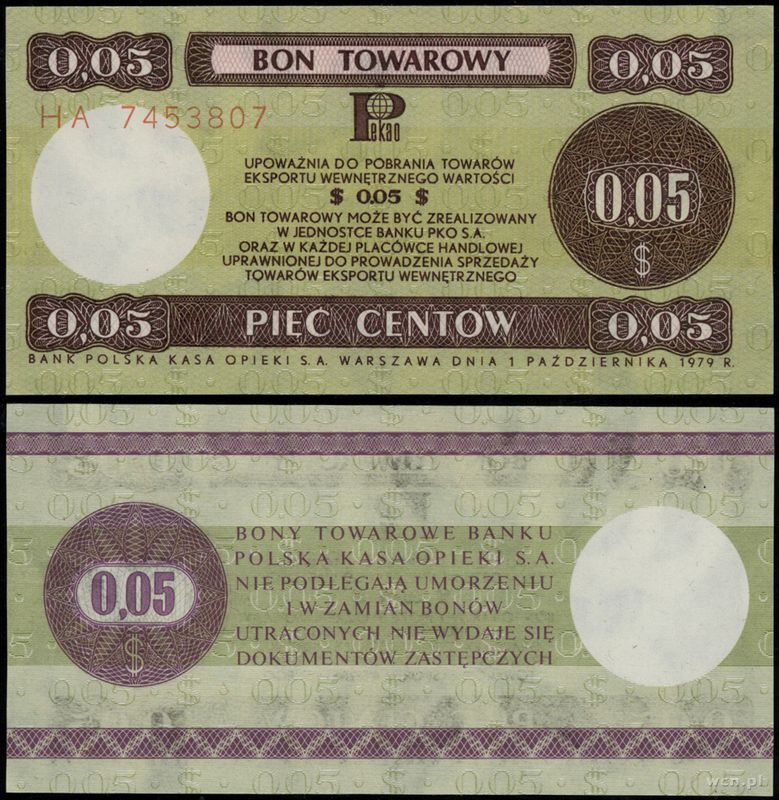 0,05 BON TOWAROWY 0,05
HA 7453807
Pekao
UPOWAŻNIA DO POBRANIA TOWARÓW
EKSPORTU WEWNĘTRZNEGO WARTOŚCI
$ 0,05 $
BON TOWAROWY MOŻE BYĆ ZREALIZOWANY
W JEDNOSTCE BANKU PKO S.A.
ORAZ W KAŻDEJ PLACÓWCE HANDLOWEJ
UPRAWNIONEJ DO PROWADZENIA SPRZEDAŻY
TOWARÓW EKSPORTU WEWNĘTRZNEGO
0,05
$
0,05 PIĘĆ CENTÓW 0,05
BANK POLSKA KASA OPIEKI S.A. WARSZAWA DNIA 1 PAŹDZIERNIKA 1979 R.
0,05
$
BONY TOWAROWE BANKU
POLSKA KASA OPIEKI S.A.
NIE PODLEGAJĄ UMORZENIU
I W ZAMIAN BONÓW
UTRACONYCH NIE WYDAJE SIĘ
DOKUMENTÓW ZASTĘPCZYCH
wcn.pl